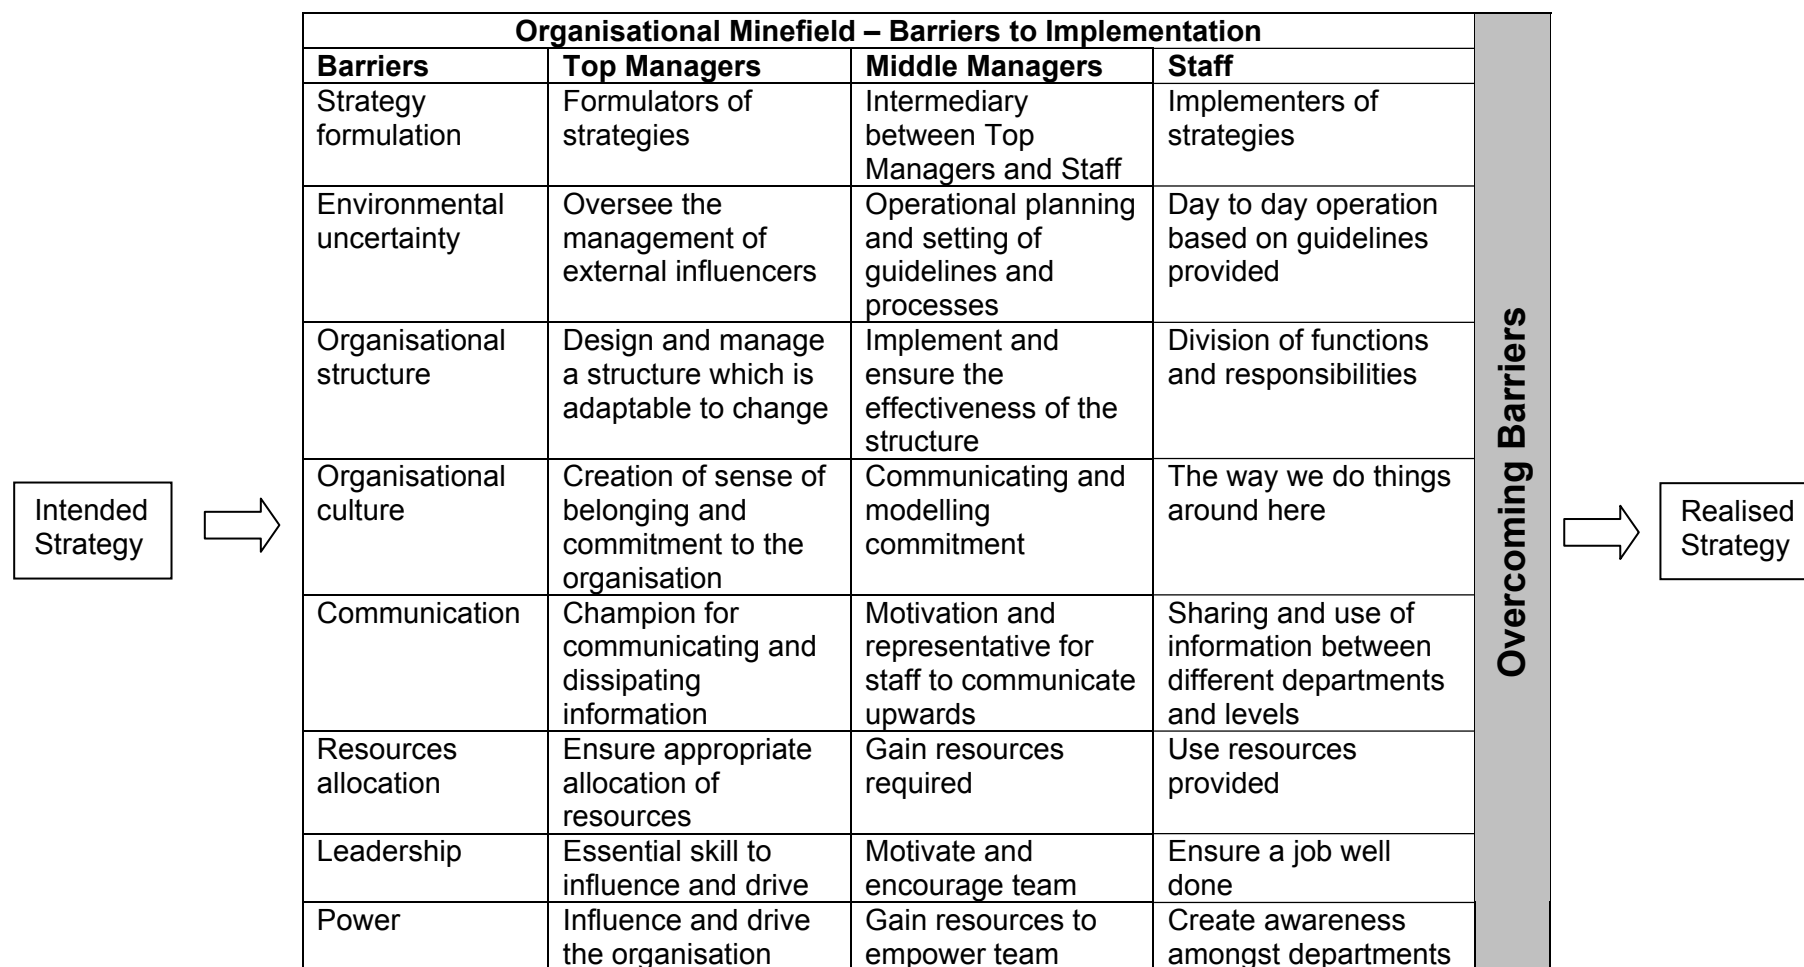 Organisational Minefield – Barriers to Implementation
Barriers
Top Managers
Middle Managers
Staff
Strategy
formulation
Formulators of
strategies
Intermediary
between Top
Managers and Staff
Implementers of
strategies
Environmental
uncertainty
Oversee the
management of
external influencers
Operational planning
and setting of
guidelines and
processes
Day to day operation
based on guidelines
provided
Organisational
structure
Design and manage
a structure which is
adaptable to change
Implement and
ensure the
effectiveness of the
structure
Division of functions
and responsibilities
Organisational
culture
Creation of sense of
belonging and
commitment to the
organisation
Communicating and
modelling
commitment
The way we do things
around here
Communication
Champion for
communicating and
dissipating
information
Motivation and
representative for
staff to communicate
upwards
Sharing and use of
information between
different departments
and levels
Resources
allocation
Ensure appropriate
allocation of
resources
Gain resources
required
Use resources
provided
Leadership
Essential skill to
influence and drive
Motivate and
encourage team
Ensure a job well
done
Power
Influence and drive
the organisation
Gain resources to
empower team
Create awareness
amongst departments
Intended
Strategy
Overcoming Barriers
Realised
Strategy